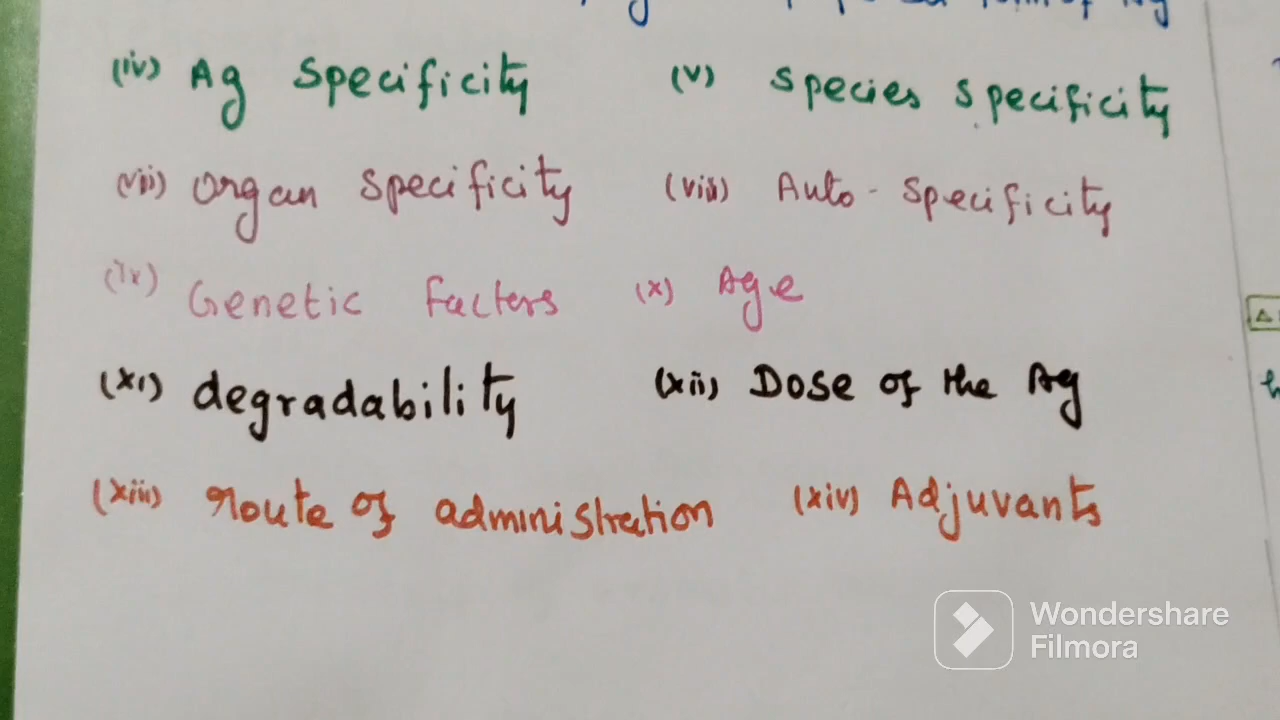 (iv) Ag Specificity (v) Species Specificity
(vii) Organ Specificity (viii) Auto - Specificity
(ix) Genetic Factors (x) Age
(xi) degradability (xii) Dose of the Ag
(xiii) Route of administration (xiv) Adjuvants
Wondershare
Filmora